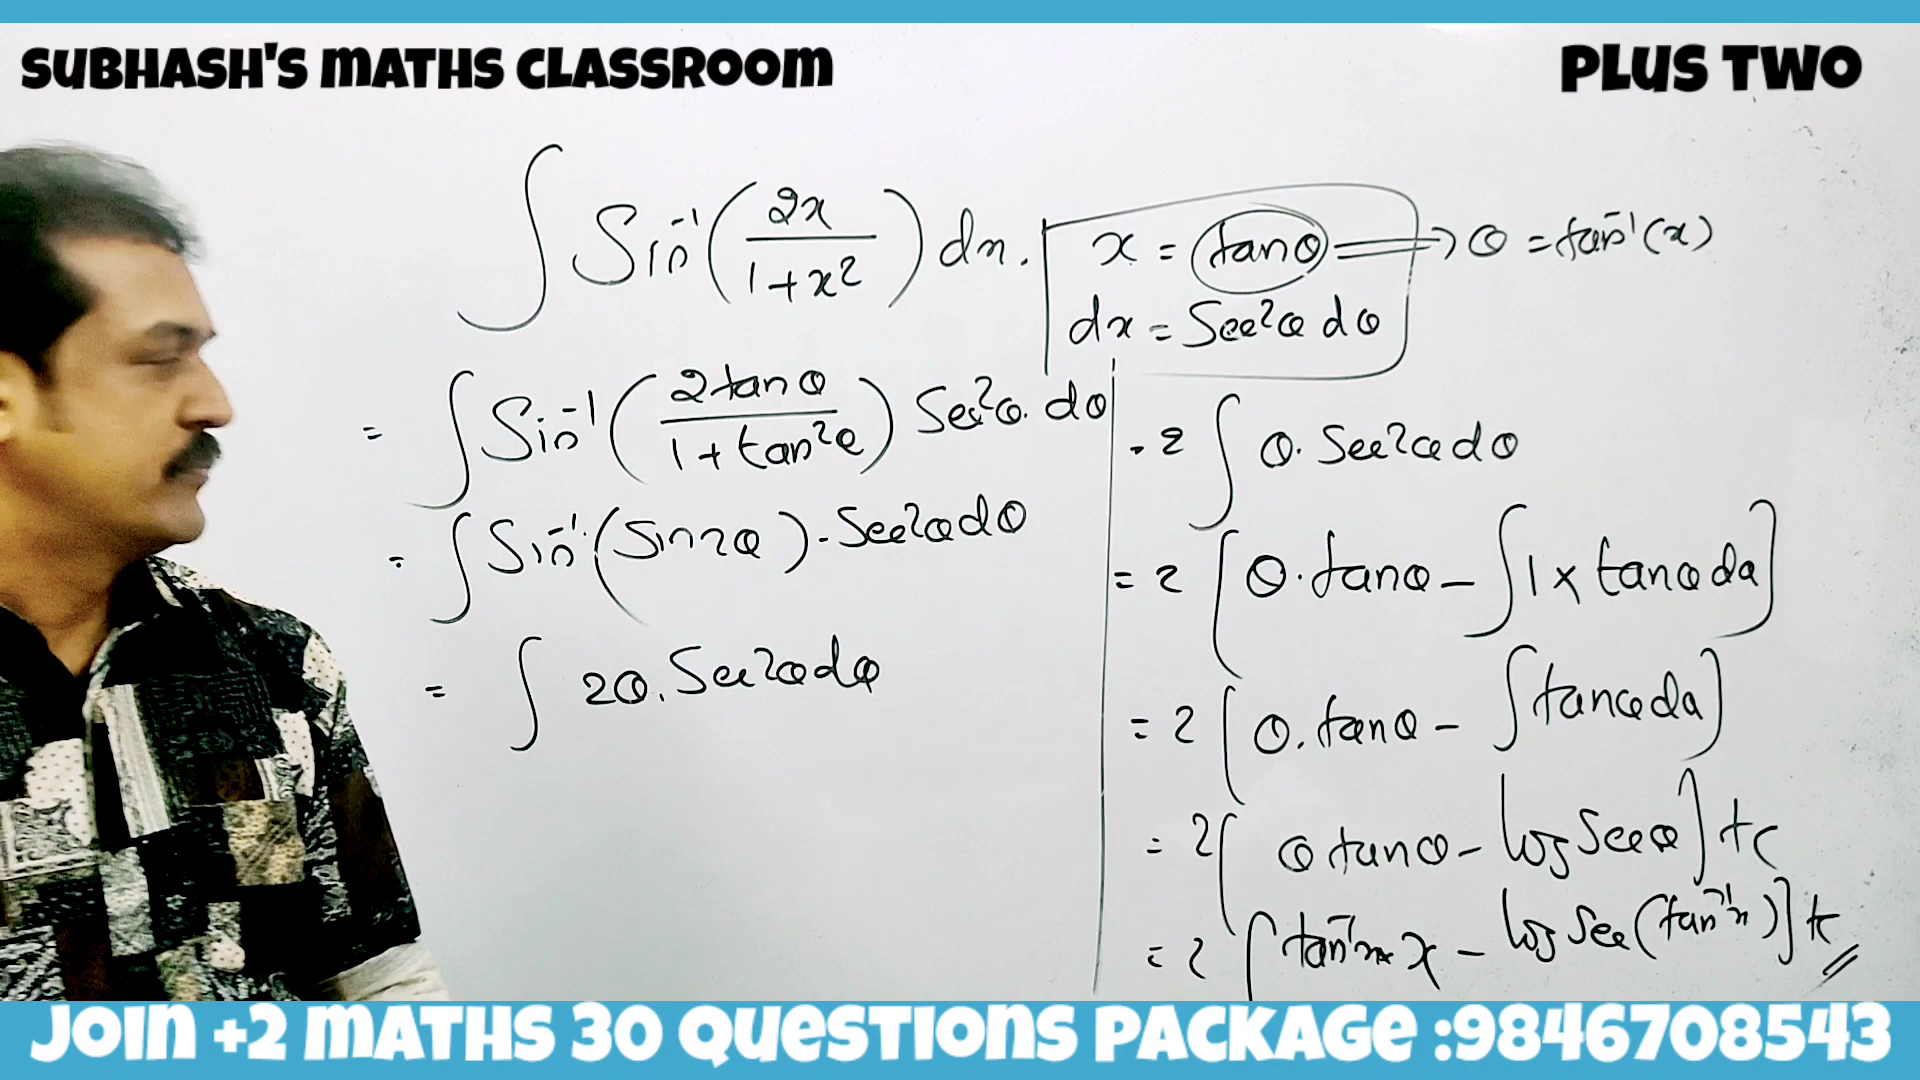 SUBHASH'S MATHS CLASSROOM
PLUS TWO
∫ Sin⁻¹(2x/1+x²) dx.
x = tanθ ⟹ θ = tan⁻¹(x)
dx = Sec²θ dθ
= ∫ Sin⁻¹(2tanθ/1+tan²θ) Sec²θ. dθ
= ∫ Sin⁻¹(Sin2θ). Sec²θ dθ
= ∫ 2θ. Sec²θ dθ
= 2 ∫ θ. Sec²θ dθ
= 2 [θ. tanθ - ∫1 x tanθ dθ]
= 2 [θ. tanθ - ∫tanθ dθ]
= 2 [θ tanθ - log Secθ] + c
= 2 [tan⁻¹x x x - log Sec(tan⁻¹x)] + c
JOIN +2 MATHS 30 QUESTIONS PACKAGE :9846708543